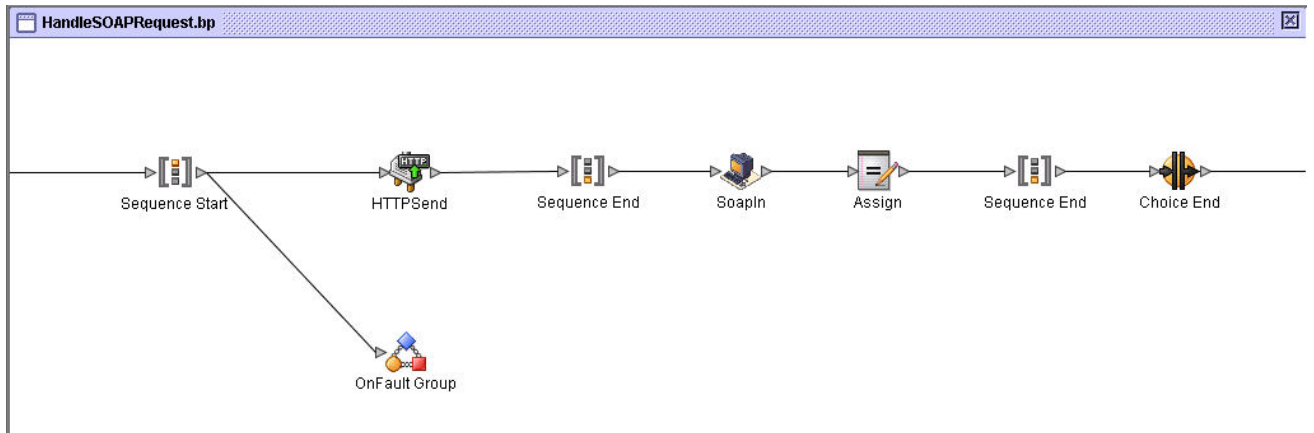 HandleSOAPRequest.bp
HTTP
Sequence Start
HTTPSend
Sequence End
SoapIn
Assign
Sequence End
Choice End
OnFault Group